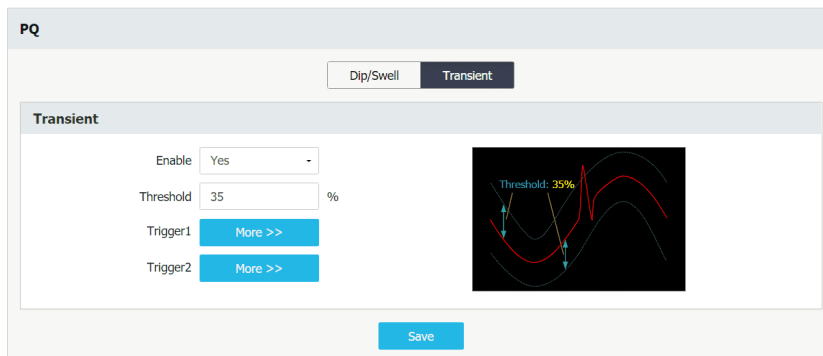 PQ
Dip/Swell Transient
Transient
Enable Yes
Threshold 35 %
Trigger1 More >>
Trigger2 More >>
Threshold: 35%
Save